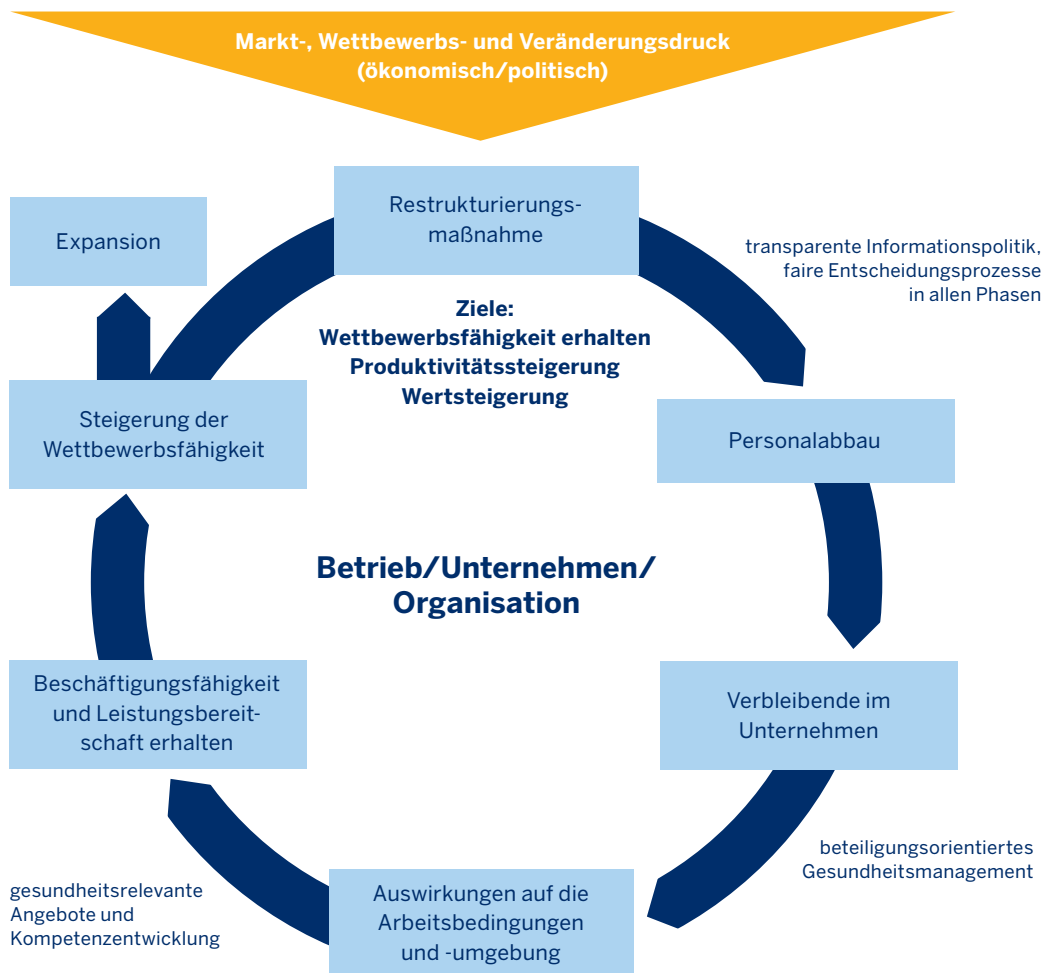 Markt-, Wettbewerbs- und Veränderungsdruck
(ökonomisch/politisch)
Restrukturierungs-
maßnahme
Expansion
transparente Informationspolitik,
faire Entscheidungsprozesse
in allen Phasen
Ziele:
Wettbewerbsfähigkeit erhalten
Produktivitätssteigerung
Wertsteigerung
Steigerung der
Wettbewerbsfähigkeit
Personalabbau
Betrieb/Unternehmen/
Organisation
Beschäftigungsfähigkeit
und Leistungsbereit-
schaft erhalten
Verbleibende im
Unternehmen
beteiligungsorientiertes
Gesundheitsmanagement
gesundheitsrelevante
Angebote und
Kompetenzentwicklung
Auswirkungen auf die
Arbeitsbedingungen
und -umgebung